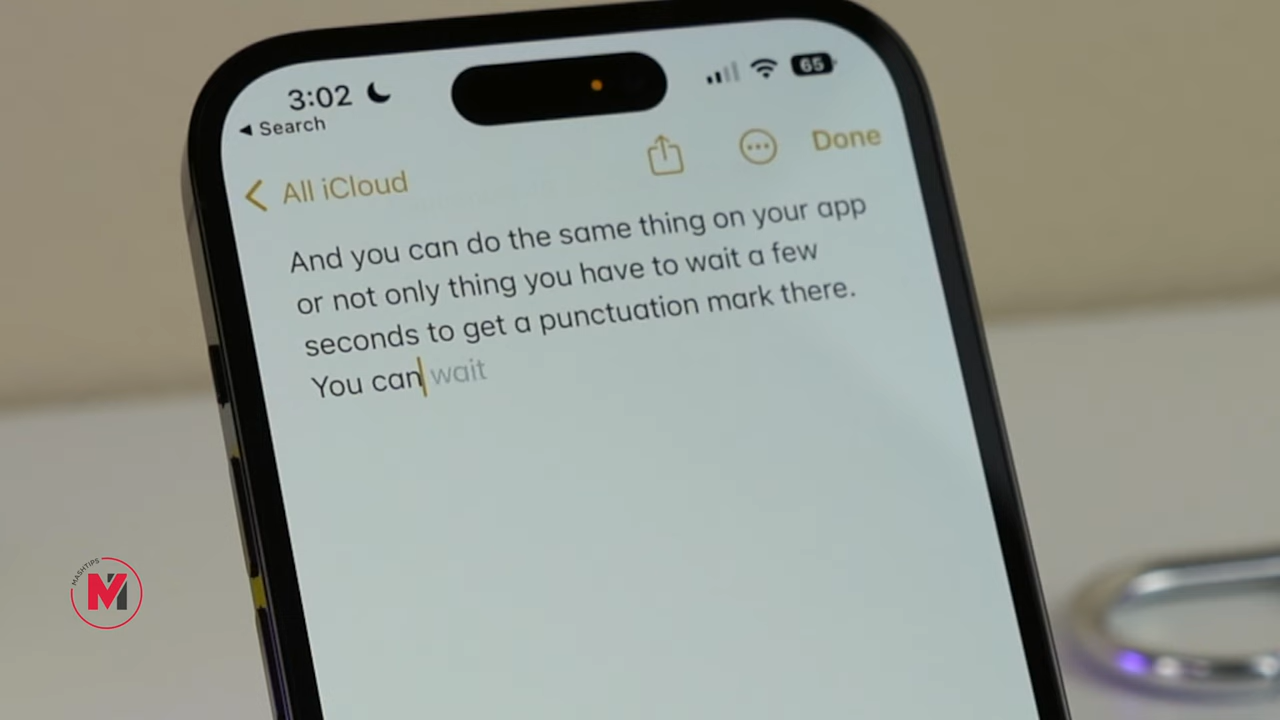 3:02
65
Search
All iCloud
Done
And you can do the same thing on your app
or not only thing you have to wait a few
seconds to get a punctuation mark there.
You can wait
MASHTIPS
M